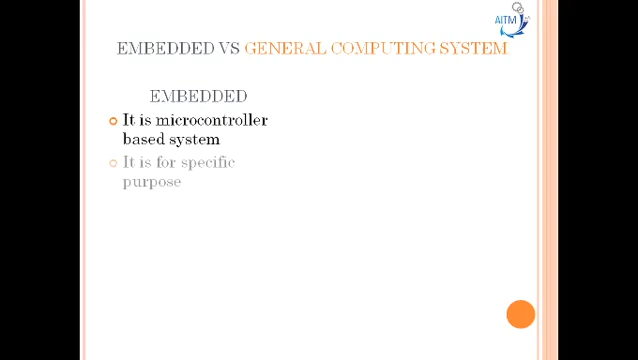 AITM
EMBEDDED VS GENERAL COMPUTING SYSTEM
EMBEDDED
It is microcontroller
based system
It is for specific
purpose